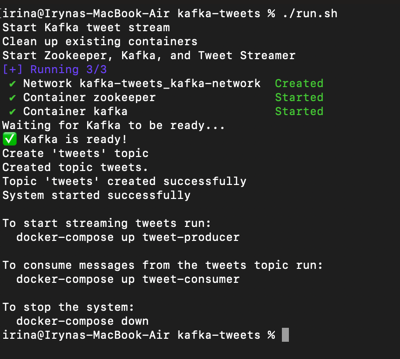 [irina@Irynas-MacBook-Air kafka-tweets % ./run.sh
Start Kafka tweet stream
Clean up existing containers
Start Zookeeper, Kafka, and Tweet Streamer
[+] Running 3/3
✔ Network kafka-tweets_kafka-network Created
✔ Container zookeeper Started
✔ Container kafka Started
Waiting for Kafka to be ready...
✅ Kafka is ready!
Create 'tweets' topic
Created topic tweets.
Topic 'tweets' created successfully
System started successfully
To start streaming tweets run:
docker-compose up tweet-producer
To consume messages from the tweets topic run:
docker-compose up tweet-consumer
To stop the system:
docker-compose down
irina@Irynas-MacBook-Air kafka-tweets %